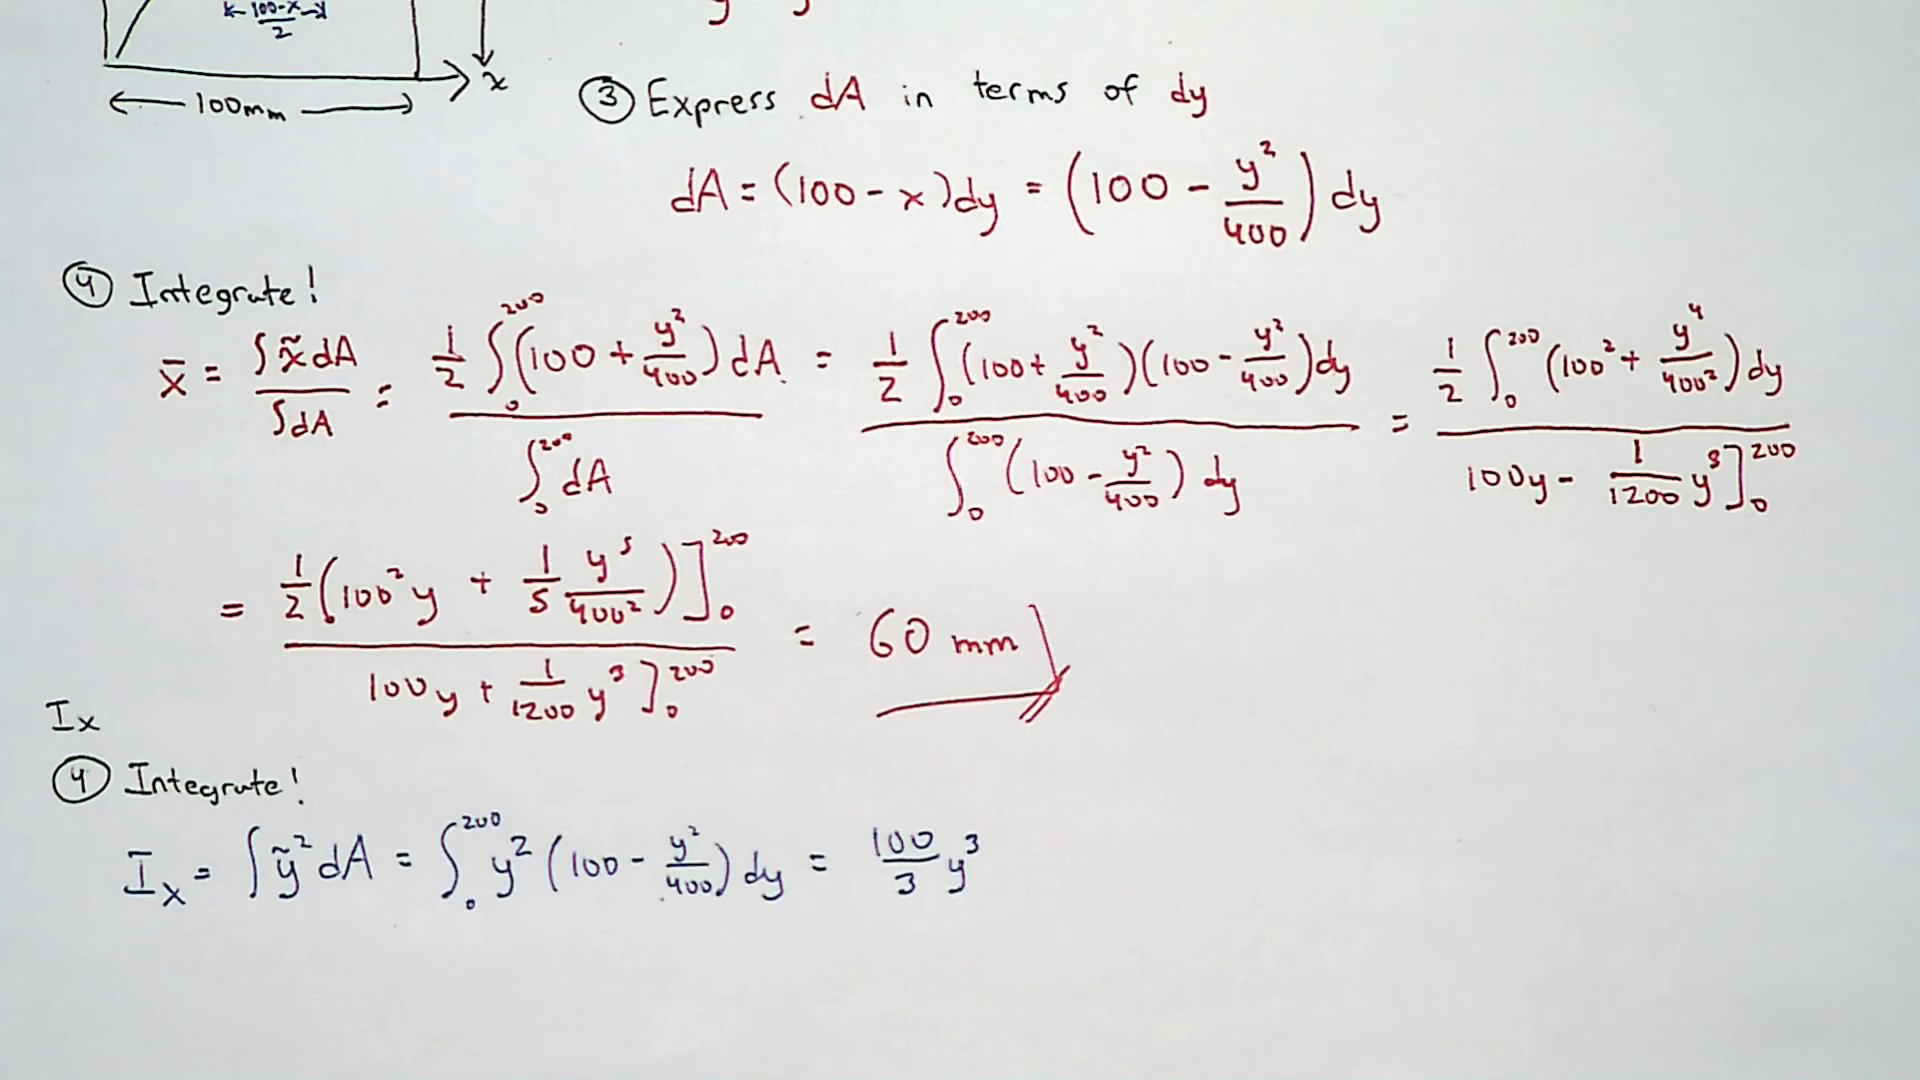 100-x
2
x
100mm
③ Express dA in terms of dy
dA = (100 - x)dy = (100 - y²/400) dy
④ Integrate!
x̄ = ∫x̃dA / ∫dA = ½ ∫₀²⁰⁰ (100 + y²/400) dA / ∫₀²⁰⁰ dA = ½ ∫₀²⁰⁰ (100 + y²/400)(100 - y²/400)dy / ∫₀²⁰⁰ (100 - y²/400) dy = ½ ∫₀²⁰⁰ (100² + y⁴/400²)dy / 100y - 1/1200 y³]₀²⁰⁰
= ½(100²y + 1/5 y⁵/400²)]₀²⁰⁰ / 100y + 1/1200 y³]₀²⁰⁰ = 60 mm
Ix
④ Integrate!
Iₓ = ∫ỹ²dA = ∫₀²⁰⁰ y² (100 - y²/400) dy = 100/3 y³